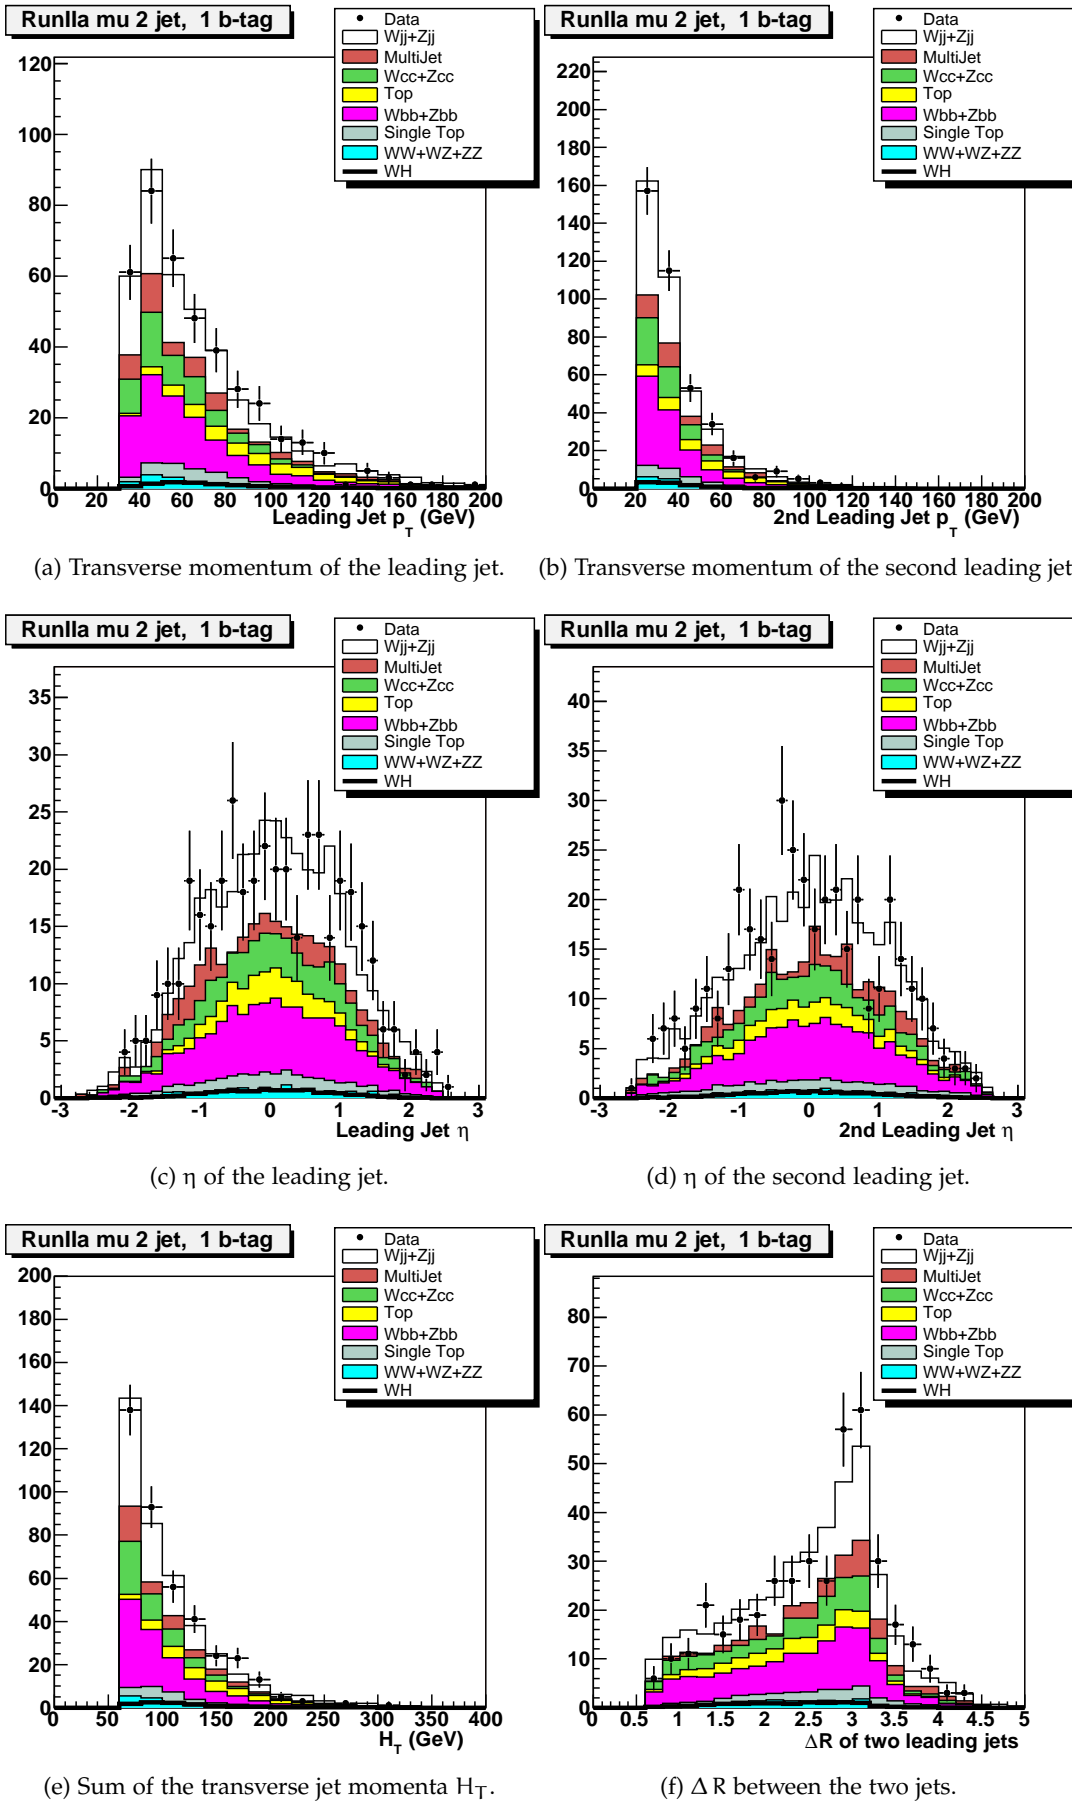 RunIIa mu 2 jet, 1 b-tag
Data
Wjj+Zjj
MultiJet
Wcc+Zcc
Top
Wbb+Zbb
Single Top
WW+WZ+ZZ
WH
120
100
80
60
40
20
0
0 20 40 60 80 100 120 140 160 180 200
Leading Jet p_T (GeV)
(a) Transverse momentum of the leading jet.
RunIIa mu 2 jet, 1 b-tag
Data
Wjj+Zjj
MultiJet
Wcc+Zcc
Top
Wbb+Zbb
Single Top
WW+WZ+ZZ
WH
220
200
180
160
140
120
100
80
60
40
20
0
0 20 40 60 80 100 120 140 160 180 200
2nd Leading Jet p_T (GeV)
(b) Transverse momentum of the second leading jet
RunIIa mu 2 jet, 1 b-tag
Data
Wjj+Zjj
MultiJet
Wcc+Zcc
Top
Wbb+Zbb
Single Top
WW+WZ+ZZ
WH
35
30
25
20
15
10
5
0
-3 -2 -1 0 1 2 3
Leading Jet η
(c) η of the leading jet.
RunIIa mu 2 jet, 1 b-tag
Data
Wjj+Zjj
MultiJet
Wcc+Zcc
Top
Wbb+Zbb
Single Top
WW+WZ+ZZ
WH
40
35
30
25
20
15
10
5
0
-3 -2 -1 0 1 2 3
2nd Leading Jet η
(d) η of the second leading jet.
RunIIa mu 2 jet, 1 b-tag
Data
Wjj+Zjj
MultiJet
Wcc+Zcc
Top
Wbb+Zbb
Single Top
WW+WZ+ZZ
WH
200
180
160
140
120
100
80
60
40
20
0
0 50 100 150 200 250 300 350 400
H_T (GeV)
(e) Sum of the transverse jet momenta H_T.
RunIIa mu 2 jet, 1 b-tag
Data
Wjj+Zjj
MultiJet
Wcc+Zcc
Top
Wbb+Zbb
Single Top
WW+WZ+ZZ
WH
80
70
60
50
40
30
20
10
0
0 0.5 1 1.5 2 2.5 3 3.5 4 4.5 5
ΔR of two leading jets
(f) ΔR between the two jets.